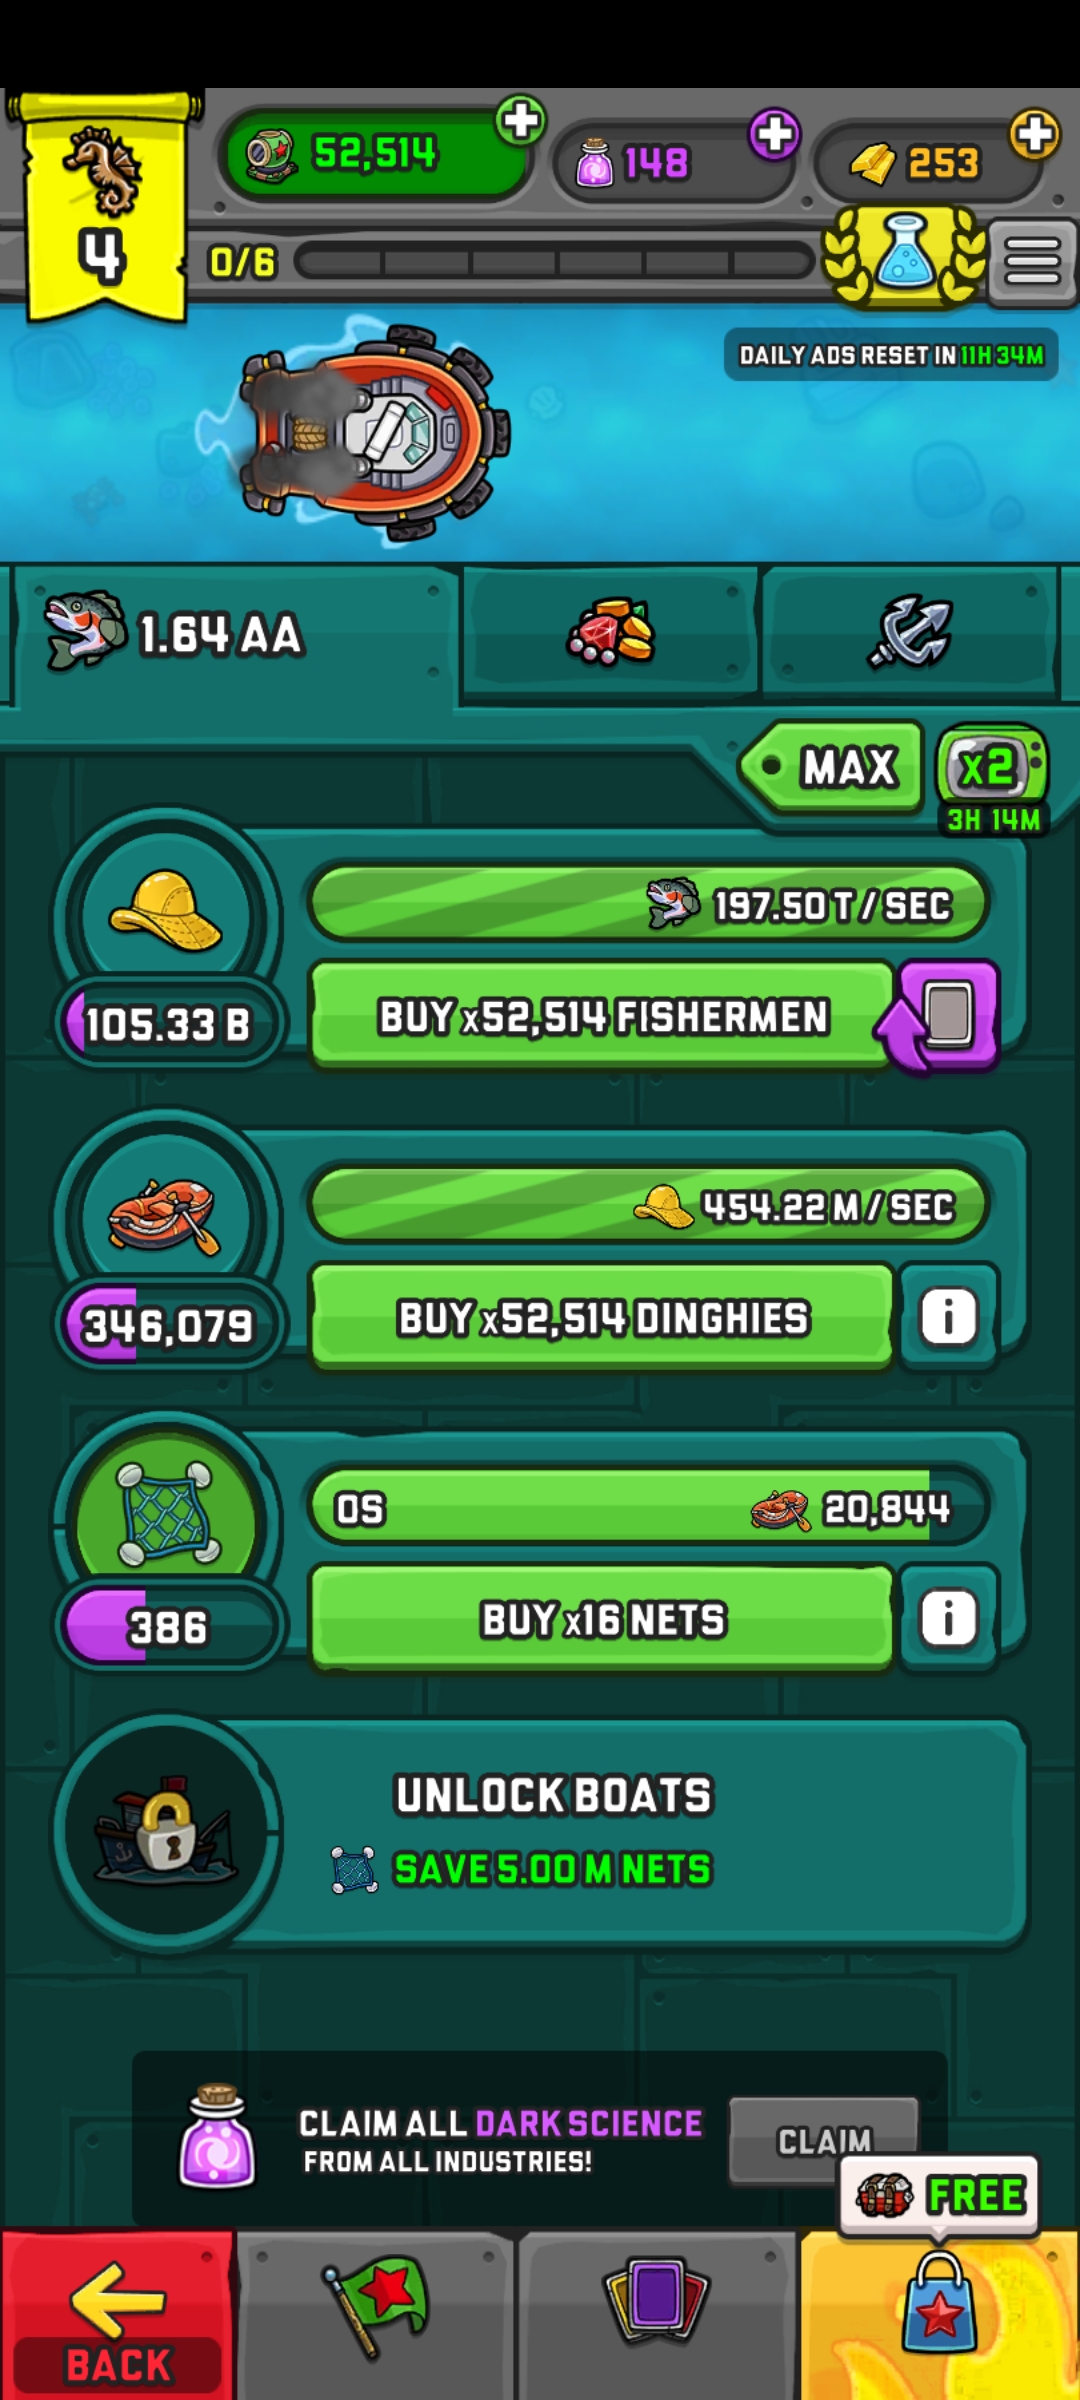 52,514
148
253
4
0/6
DAILY ADS RESET IN 11H 34M
1.64 AA
MAX
x2
3H 14M
197.50 T / SEC
105.33 B
BUY x52,514 FISHERMEN
454.22 M / SEC
346,079
BUY x52,514 DINGHIES
i
0S
20,844
386
BUY x16 NETS
i
UNLOCK BOATS
SAVE 5.00 M NETS
CLAIM ALL DARK SCIENCE
FROM ALL INDUSTRIES!
CLAIM
FREE
BACK